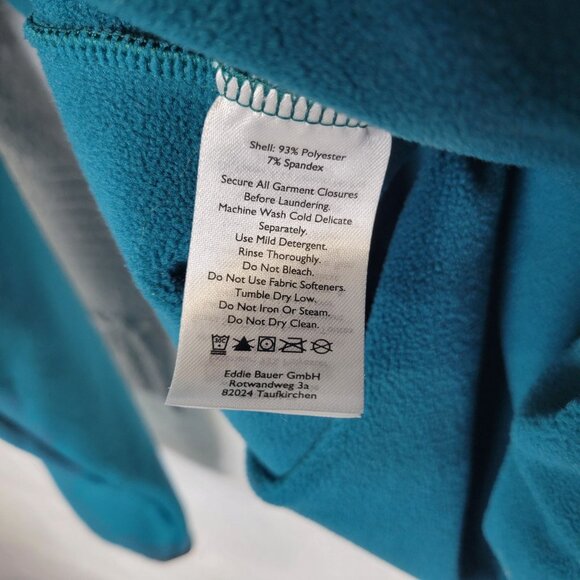 Shell: 93% Polyester
7% Spandex
Secure All Garment Closures
Before Laundering.
Machine Wash Cold Delicate
Separately.
Use Mild Detergent.
Rinse Thoroughly.
Do Not Bleach.
Do Not Use Fabric Softeners.
Tumble Dry Low.
Do Not Iron Or Steam.
Do Not Dry Clean.
Eddie Bauer GmbH
Rotwandweg 3a
82024 Taufkirchen